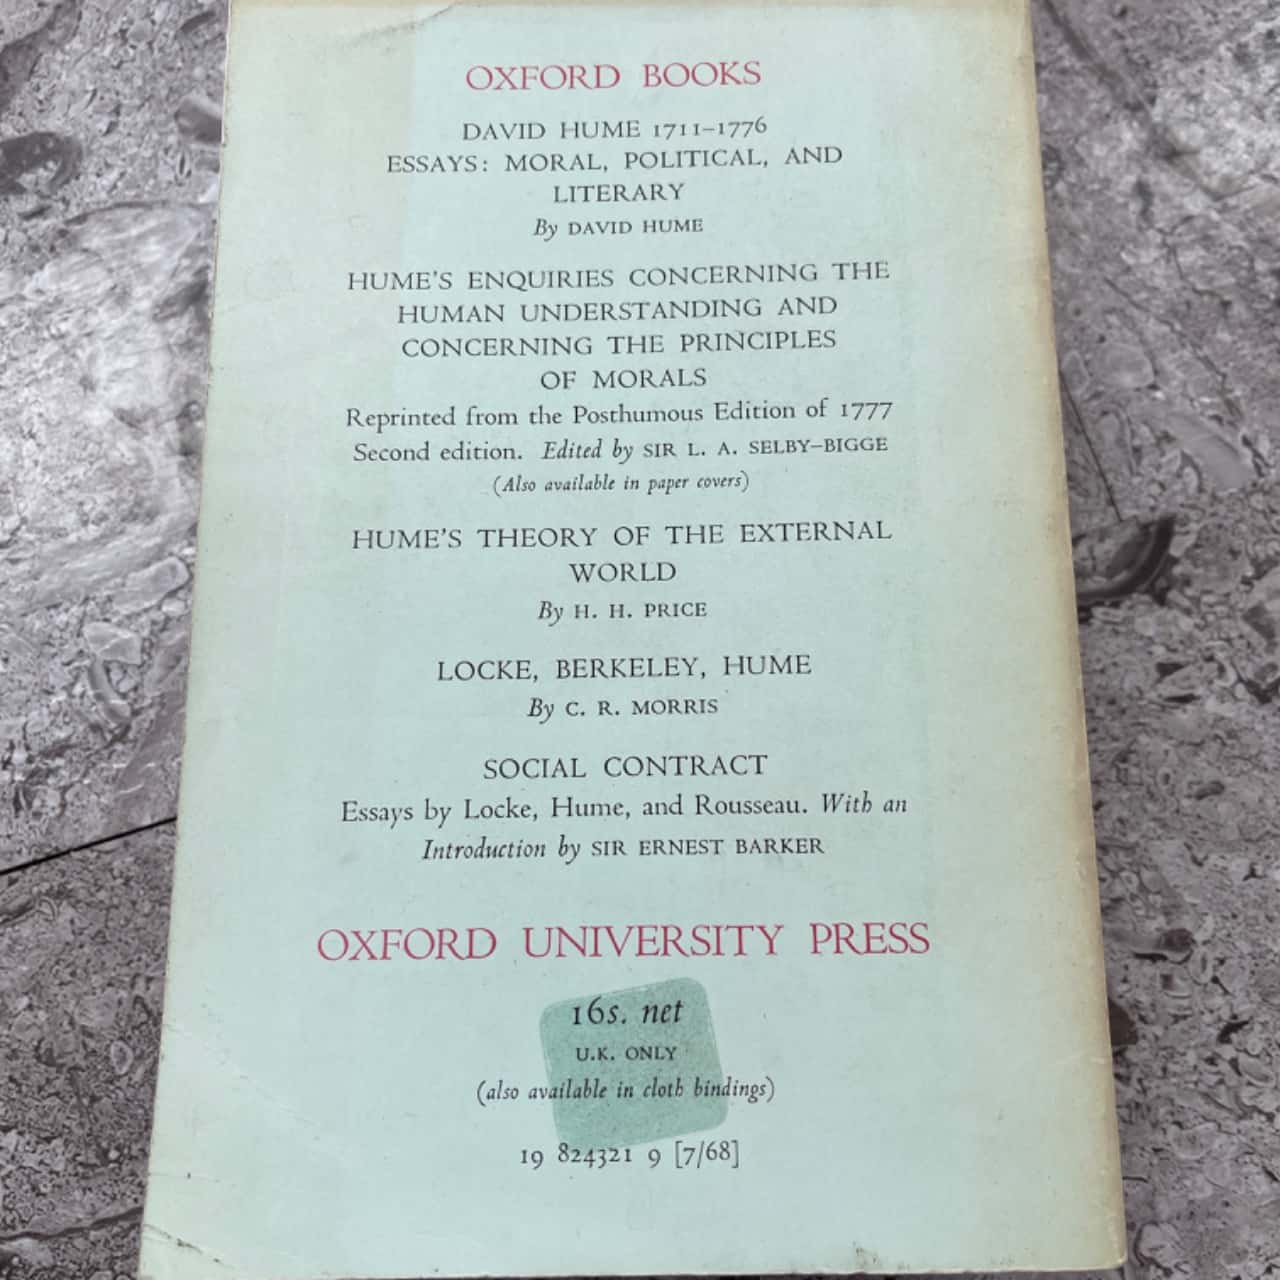 OXFORD BOOKS
DAVID HUME 1711–1776
ESSAYS: MORAL, POLITICAL, AND
LITERARY
By DAVID HUME
HUME'S ENQUIRIES CONCERNING THE
HUMAN UNDERSTANDING AND
CONCERNING THE PRINCIPLES
OF MORALS
Reprinted from the Posthumous Edition of 1777
Second edition. Edited by SIR L. A. SELBY–BIGGE
(Also available in paper covers)
HUME'S THEORY OF THE EXTERNAL
WORLD
By H. H. PRICE
LOCKE, BERKELEY, HUME
By C. R. MORRIS
SOCIAL CONTRACT
Essays by Locke, Hume, and Rousseau. With an
Introduction by SIR ERNEST BARKER
OXFORD UNIVERSITY PRESS
16s. net
U.K. ONLY
(also available in cloth bindings)
19 824321 9 [7/68]